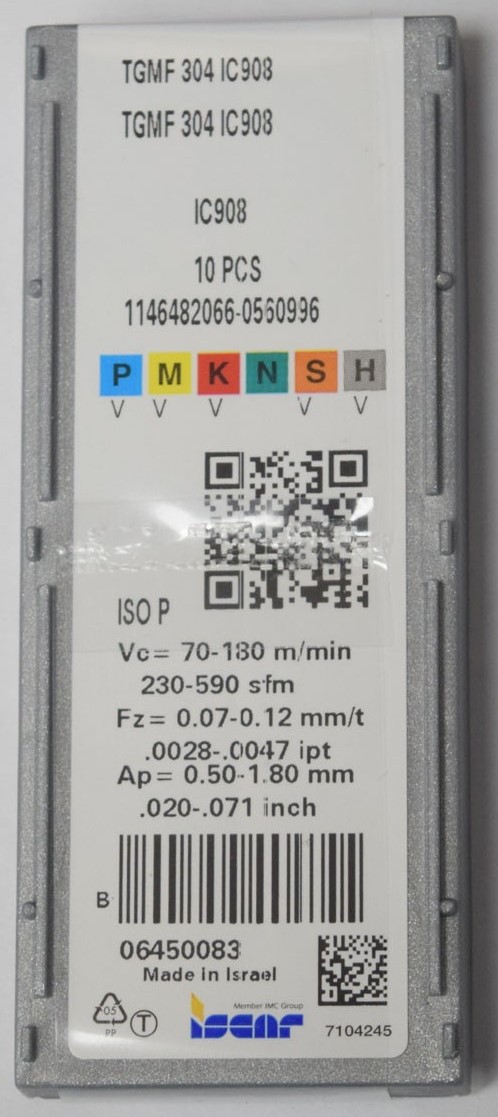 TGMF 304 IC908
TGMF 304 IC908
IC908
10 PCS
1146482066-0560996
P M K N S H
V V V V V
ISO P
Vc= 70-180 m/min
230-590 sfm
Fz= 0.07-0.12 mm/t
.0028-.0047 ipt
Ap= 0.50-1.80 mm
.020-.071 inch
B
06450083
Made in Israel
05
PP
T
Member IMC Group
iscar
7104245